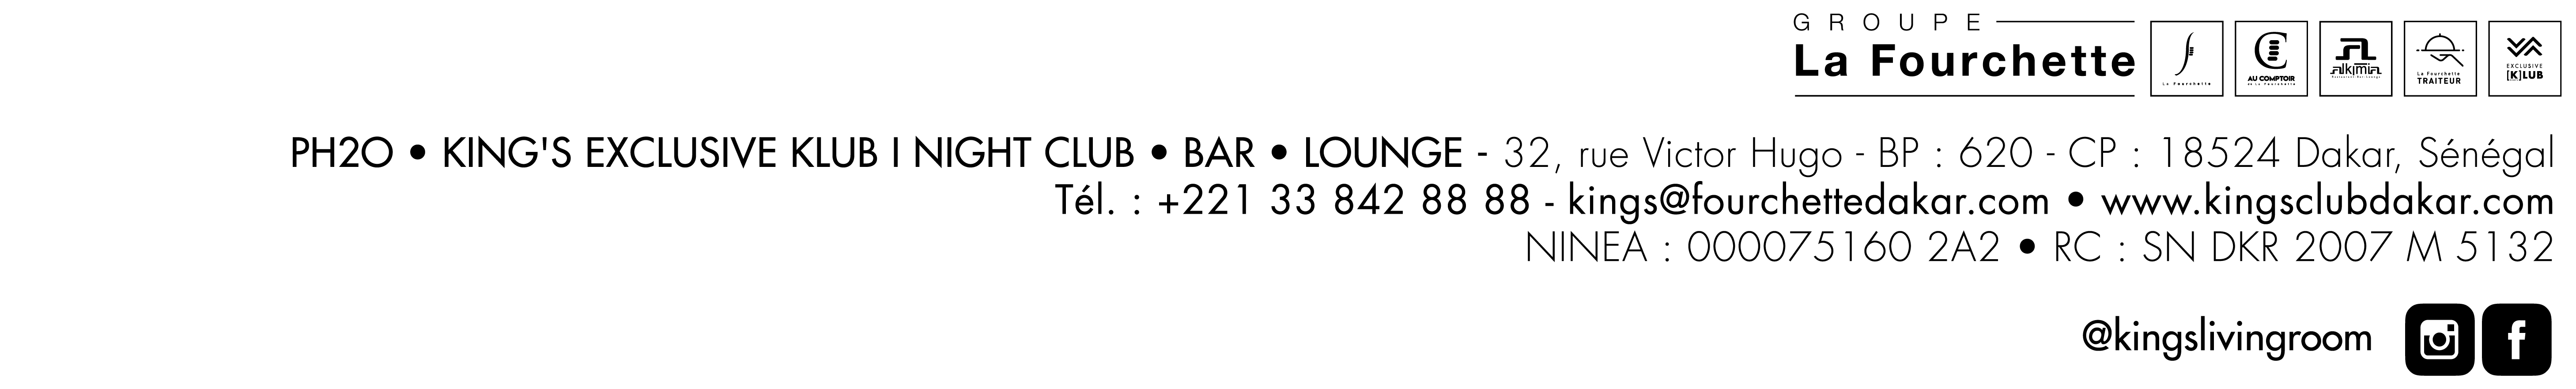 GROUPE
La Fourchette
La Fourchette
AU COMPTOIR
de La Fourchette
alkimia
La Fourchette
TRAITEUR
EXCLUSIVE
[K]LUB
PH2O • KING'S EXCLUSIVE KLUB I NIGHT CLUB • BAR • LOUNGE - 32, rue Victor Hugo - BP : 620 - CP : 18524 Dakar, Sénégal
Tél. : +221 33 842 88 88 - kings@fourchettedakar.com • www.kingsclubdakar.com
NINEA : 000075160 2A2 • RC : SN DKR 2007 M 5132
@kingslivingroom